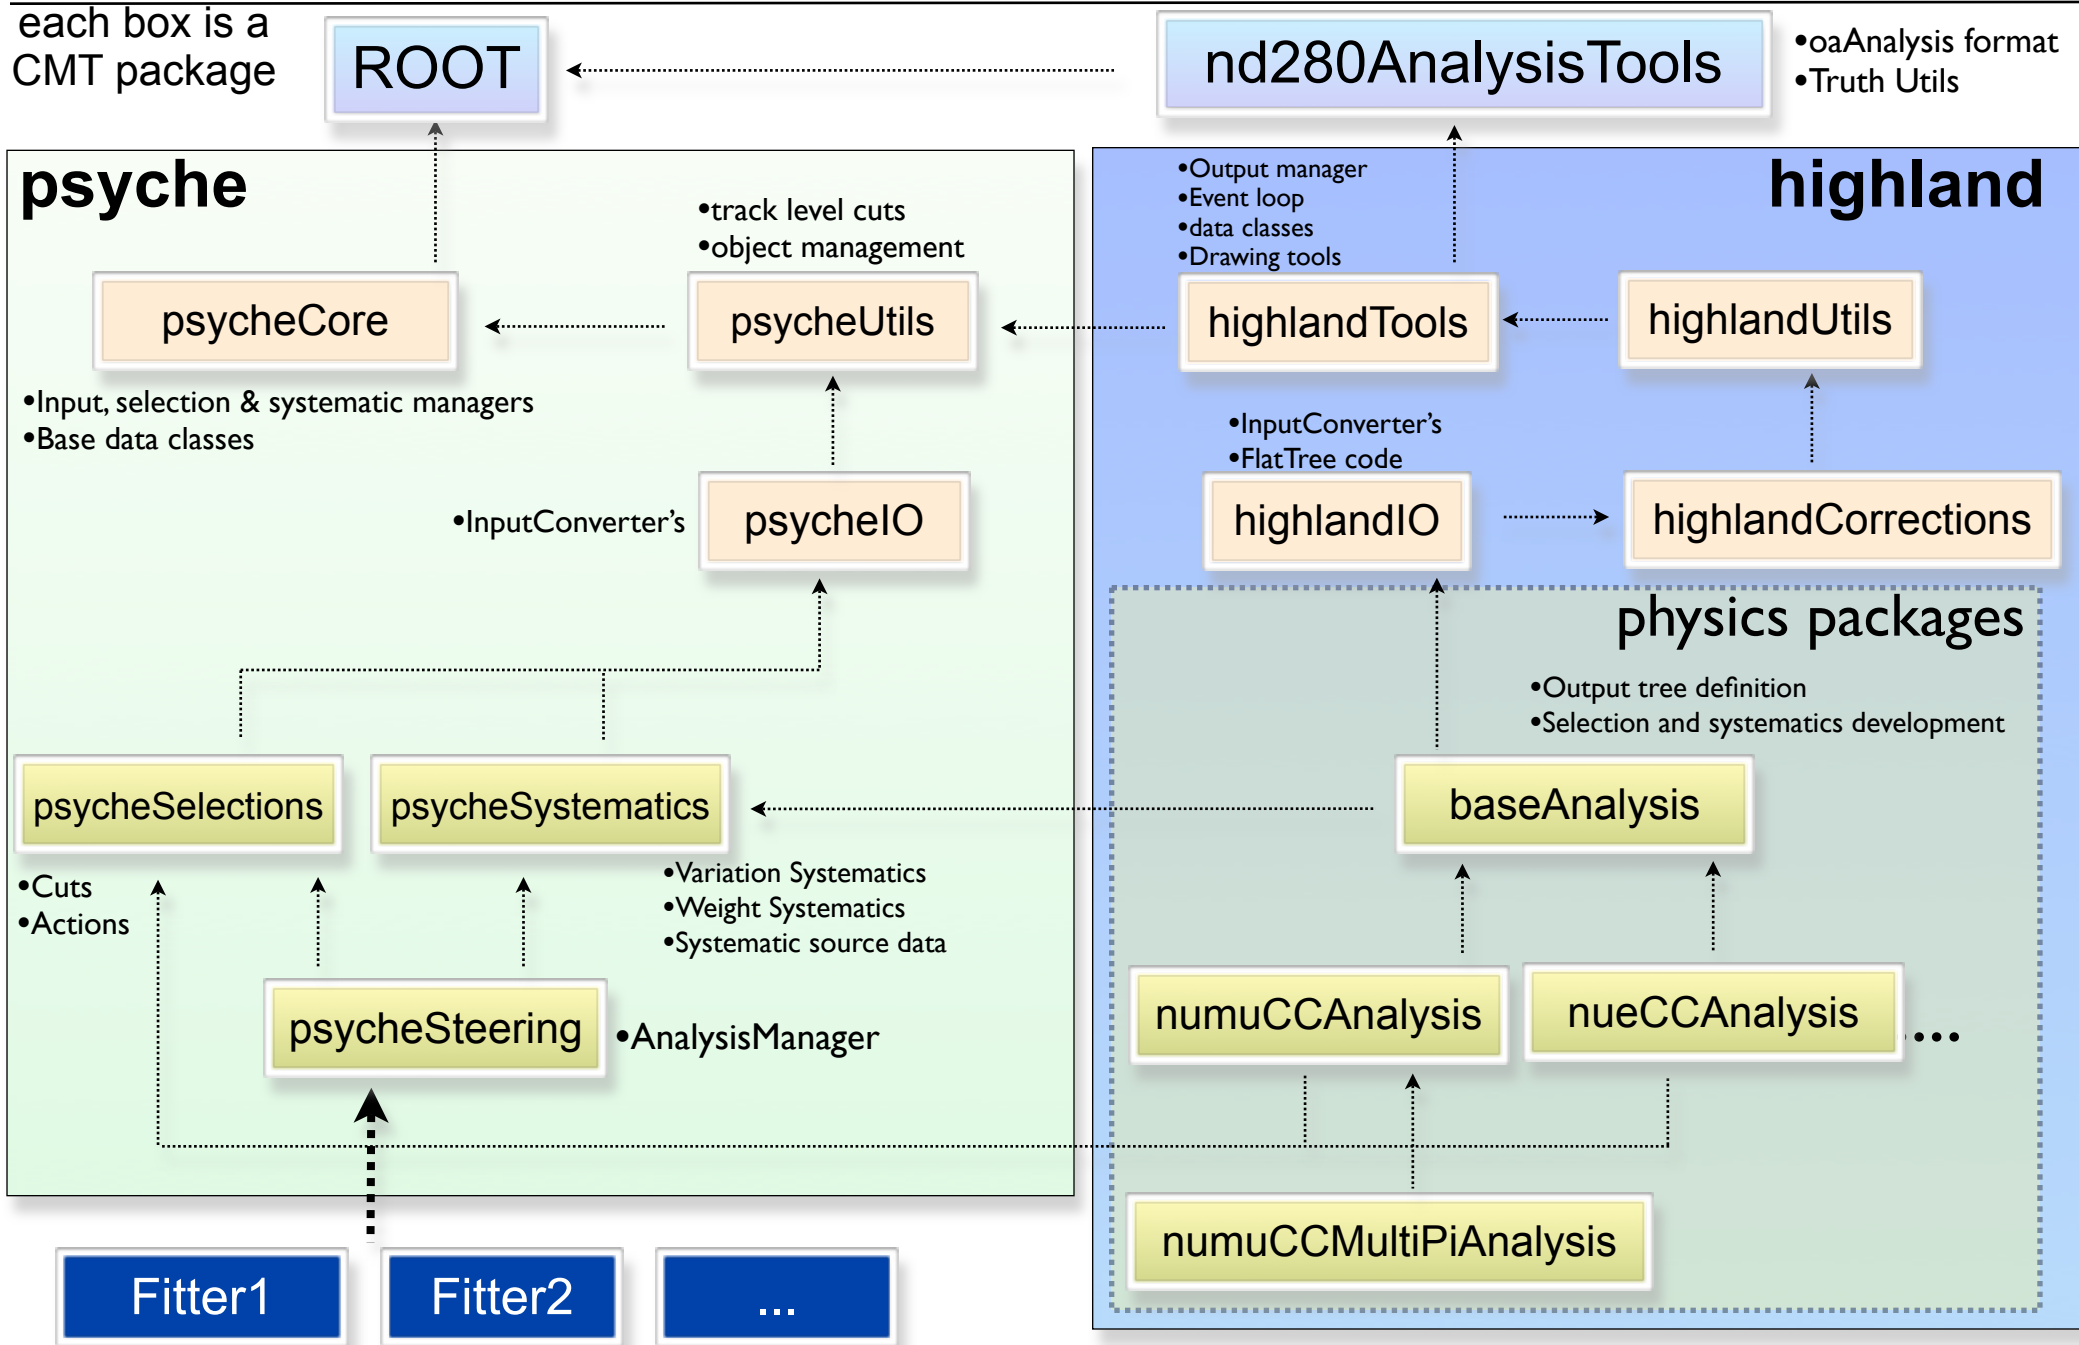 each box is a
CMT package
ROOT
nd280AnalysisTools
•oaAnalysis format
•Truth Utils
psyche
•track level cuts
•object management
psycheCore
psycheUtils
•Input, selection & systematic managers
•Base data classes
•InputConverter’s
psycheIO
psycheSelections
psycheSystematics
•Cuts
•Actions
•Variation Systematics
•Weight Systematics
•Systematic source data
psycheSteering
•AnalysisManager
Fitter1
Fitter2
...
highland
•Output manager
•Event loop
•data classes
•Drawing tools
highlandTools
highlandUtils
•InputConverter’s
•FlatTree code
highlandIO
highlandCorrections
physics packages
•Output tree definition
•Selection and systematics development
baseAnalysis
numuCCAnalysis
nueCCAnalysis
....
numuCCMultiPiAnalysis